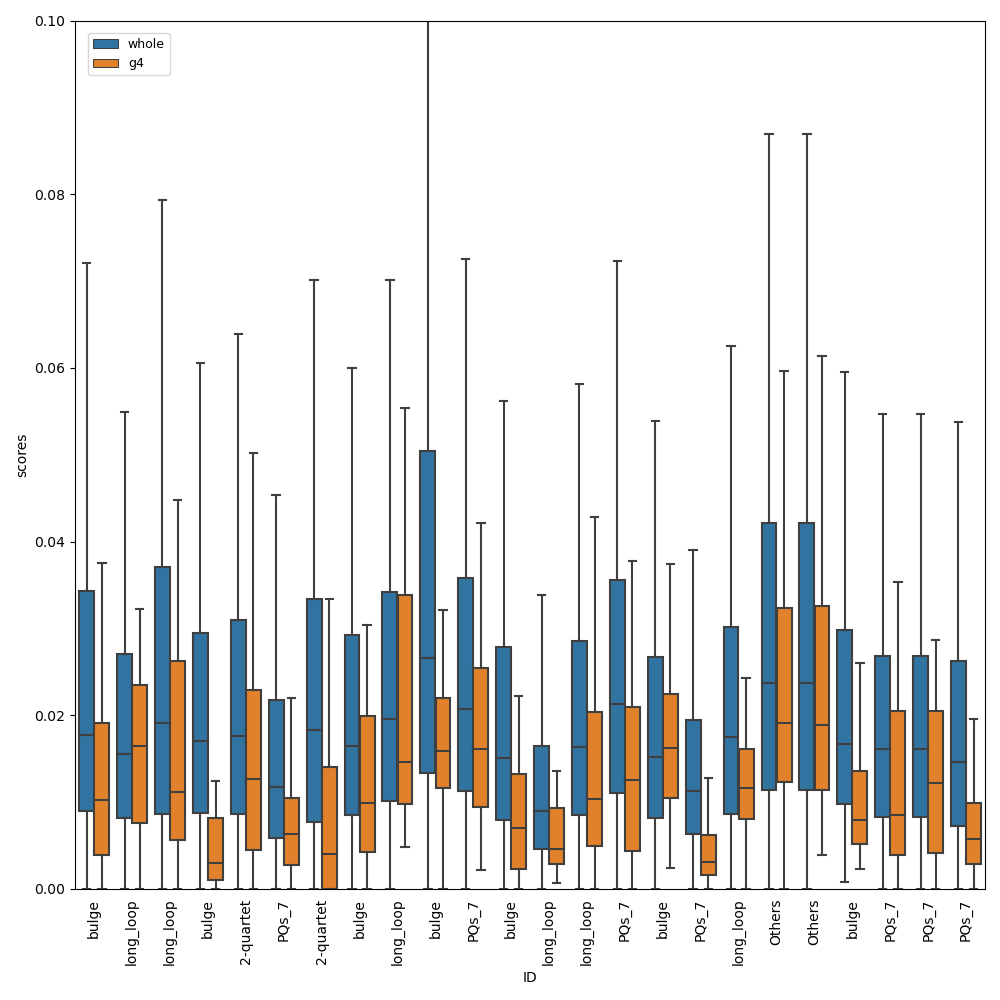 0.10
0.08
0.06
0.04
0.02
0.00
scores
whole
g4
bulge
long_loop
long_loop
bulge
2-quartet
PQs_7
2-quartet
bulge
long_loop
bulge
PQs_7
bulge
long_loop
long_loop
PQs_7
bulge
PQs_7
long_loop
Others
Others
bulge
PQs_7
PQs_7
PQs_7
ID